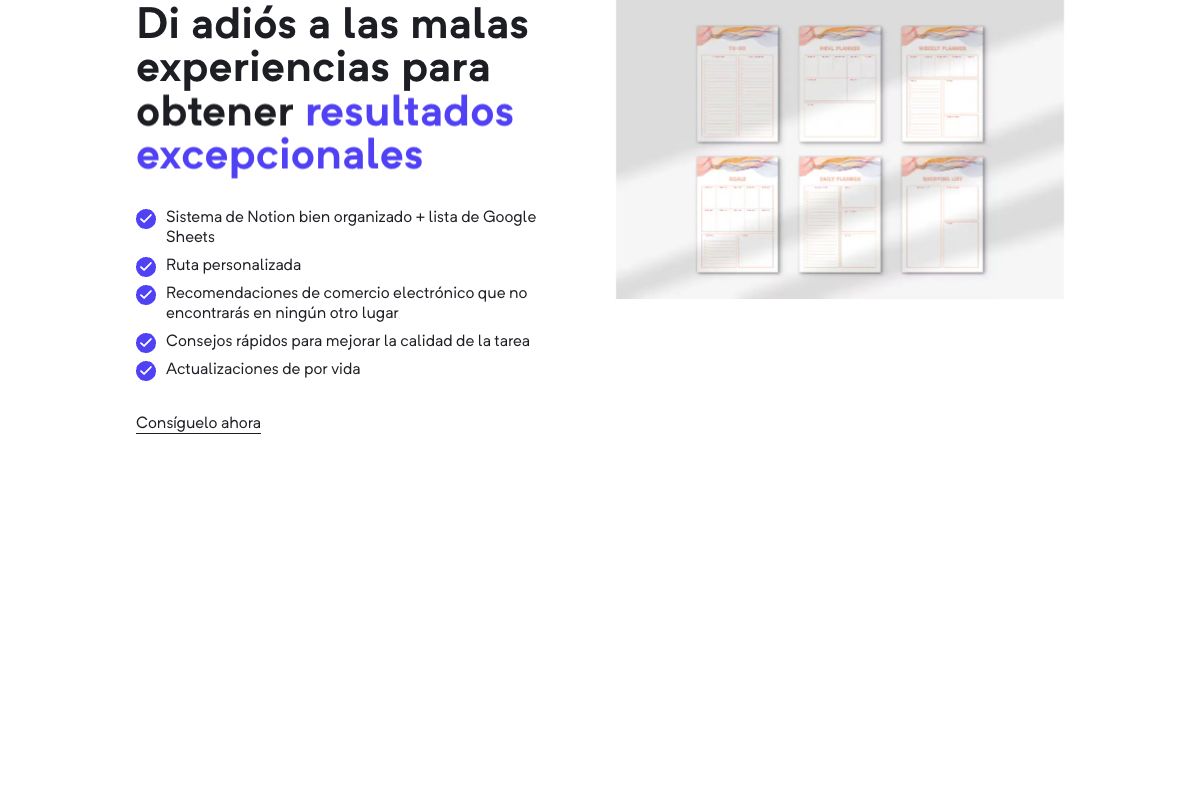 Di adiós a las malas
experiencias para
obtener resultados
excepcionales
Sistema de Notion bien organizado + lista de Google
Sheets
Ruta personalizada
Recomendaciones de comercio electrónico que no
encontrarás en ningún otro lugar
Consejos rápidos para mejorar la calidad de la tarea
Actualizaciones de por vida
Consíguelo ahora
TO-DO
MEAL PLANNER
WEEKLY PLANNER
GOALS
DAILY PLANNER
SHOPPING LIST